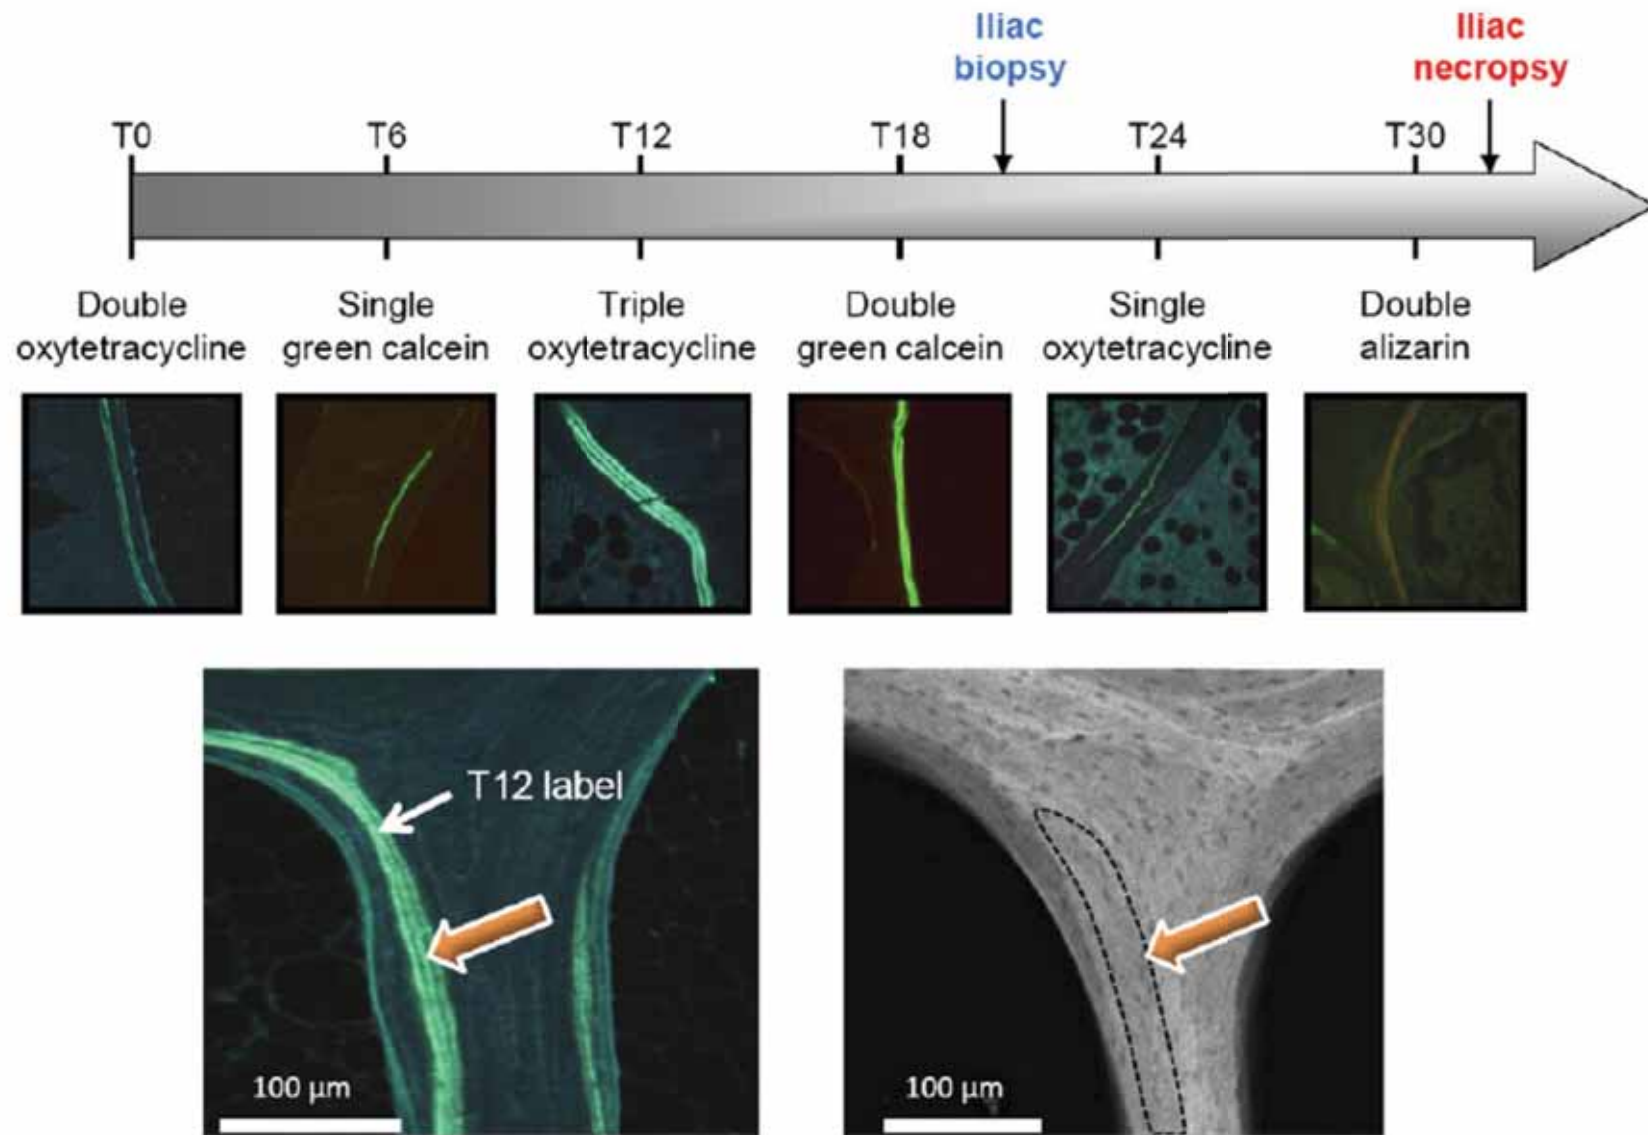 Iliac
biopsy
Iliac
necropsy
T0
T6
T12
T18
T24
T30
Double
oxytetracycline
Single
green calcein
Triple
oxytetracycline
Double
green calcein
Single
oxytetracycline
Double
alizarin
T12 label
100 µm
100 µm